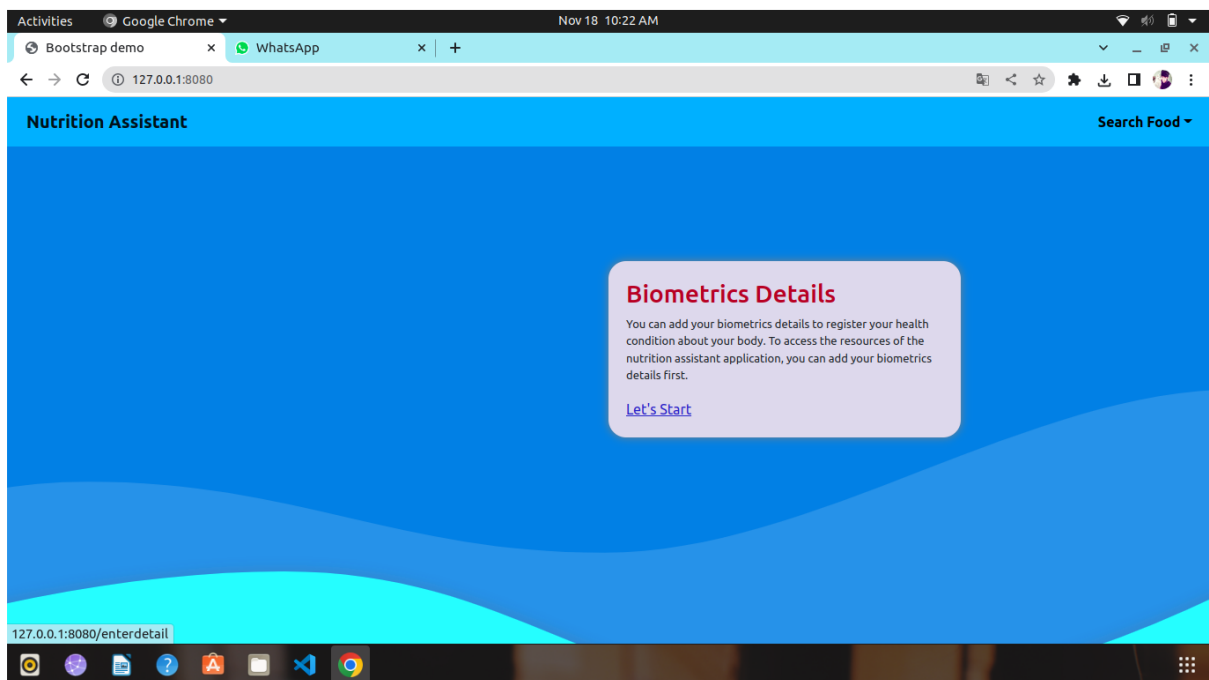 Activities Google Chrome Nov 18 10:22 AM
Bootstrap demo WhatsApp
127.0.0.1:8080
Nutrition Assistant Search Food
Biometrics Details
You can add your biometrics details to register your health
condition about your body. To access the resources of the
nutrition assistant application, you can add your biometrics
details first.
Let's Start
127.0.0.1:8080/enterdetail